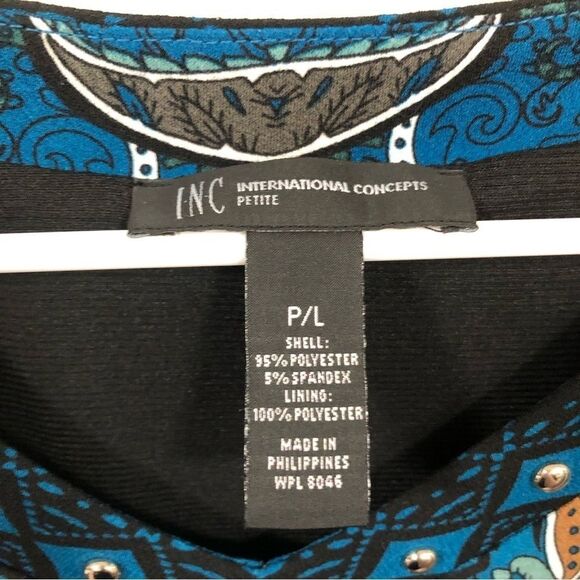 I·N·C INTERNATIONAL CONCEPTS
PETITE
P/L
SHELL:
95% POLYESTER
5% SPANDEX
LINING:
100% POLYESTER
MADE IN
PHILIPPINES
WPL 8046